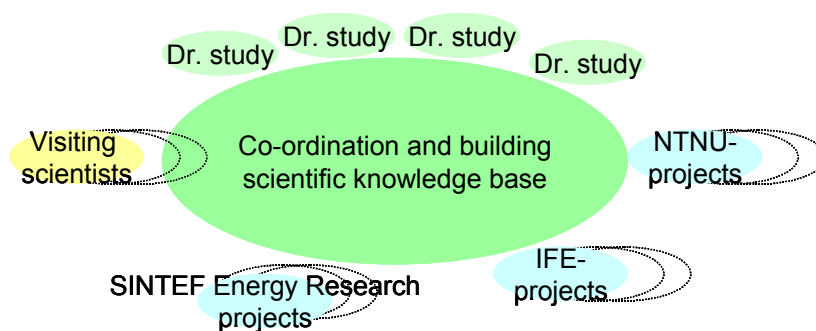 Dr. study
Dr. study
Dr. study
Dr. study
Visiting
scientists
Co-ordination and building
scientific knowledge base
NTNU-
projects
IFE-
projects
SINTEF Energy Research
projects